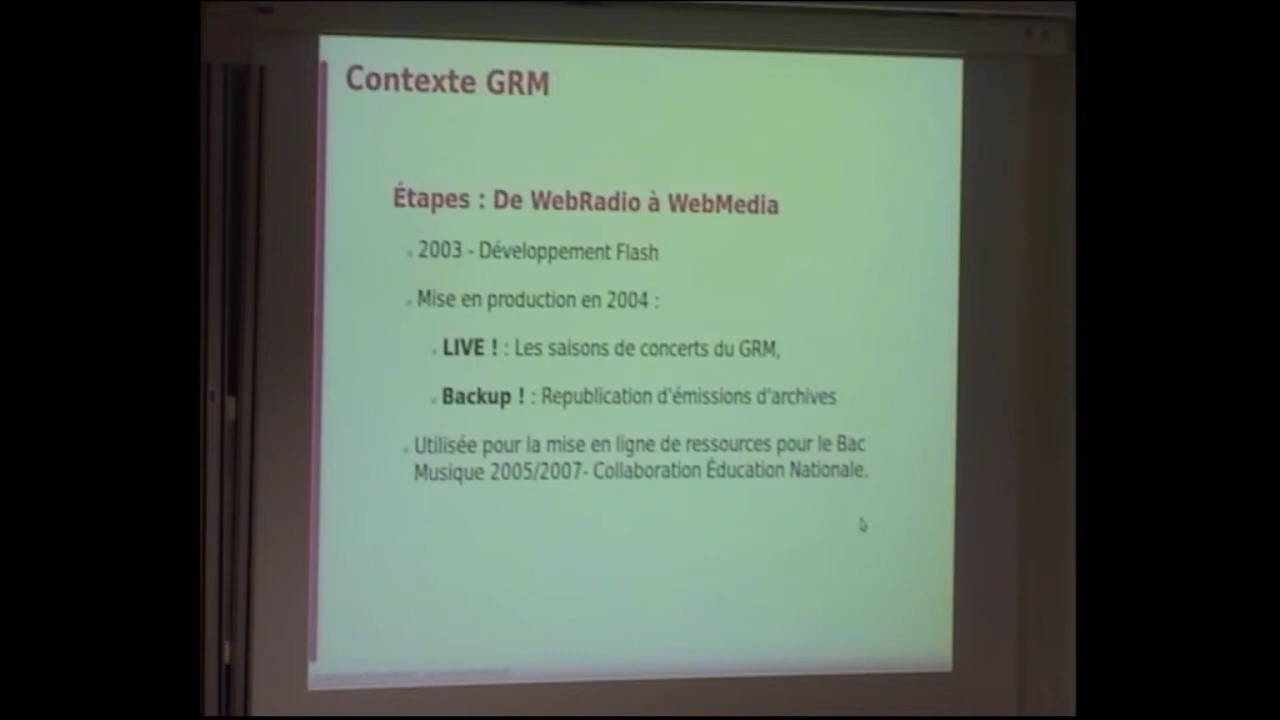 Contexte GRM
Étapes : De WebRadio à WebMedia
2003 - Développement Flash
Mise en production en 2004 :
LIVE ! : Les saisons de concerts du GRM,
Backup ! : Republication d'émissions d'archives
Utilisée pour la mise en ligne de ressources pour le Bac
Musique 2005/2007- Collaboration Éducation Nationale.